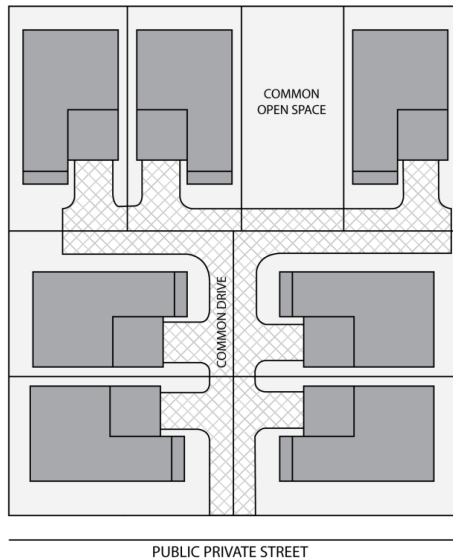 COMMON
OPEN SPACE
COMMON DRIVE
PUBLIC PRIVATE STREET